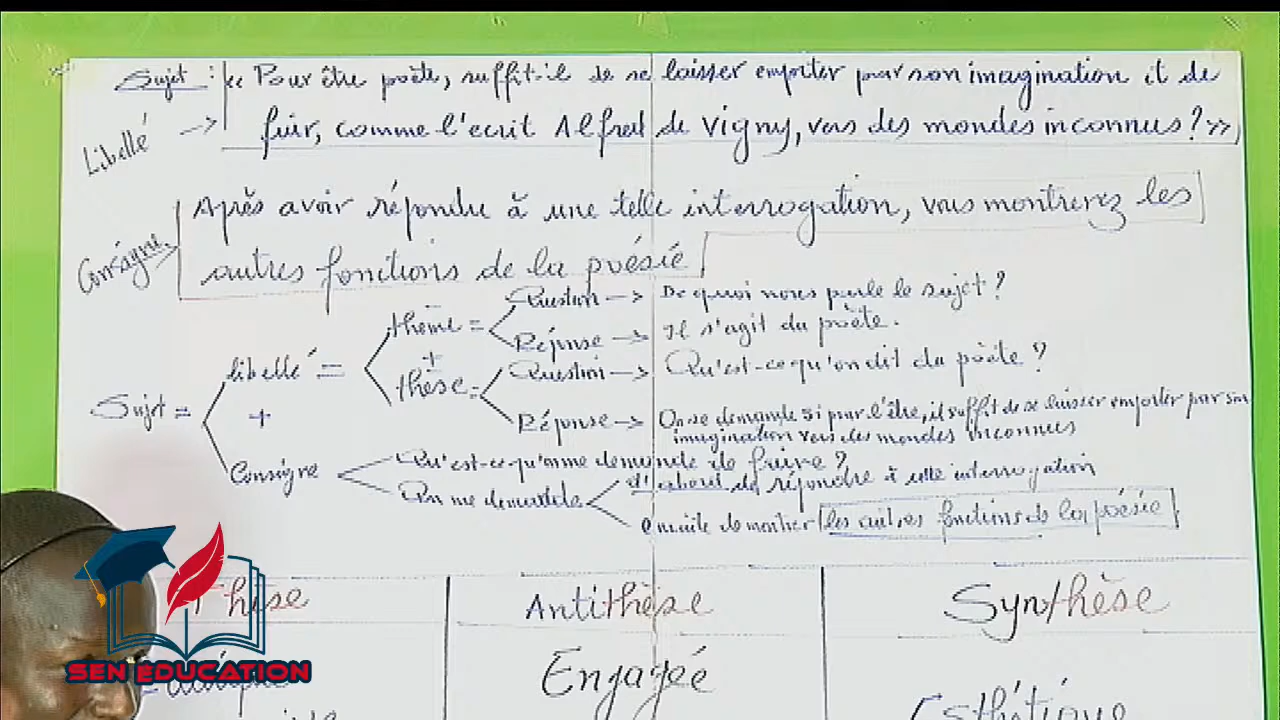 Sujet : « Pour être poète, suffit-il de se laisser emporter par son imagination et de
Libellé → fuir, comme l'ecrit Alfred de Vigny, vers des mondes inconnus ? »
Consigne Après avoir répondu à une telle interrogation, vous montrerez les
autres fonctions de la poésie
Question → De quoi nous parle le sujet ?
thème =
Réponse → Il s'agit du poète.
+
libellé =
Question → Qu'est-ce qu'on dit du poète ?
thèse =
Sujet =
+
Réponse → On se demande si pour l'être, il suffit de se laisser emporter par son
imagination vers des mondes inconnus
Consigne
Qu'est-ce-qu'on me demande de faire ?
On me demande
d'abord de répondre à cette interrogation
ensuite de montrer les autres fonctions de la poésie
Thèse Antithèse Synthèse
Engagée
Esthétique
SEN EDUCATION